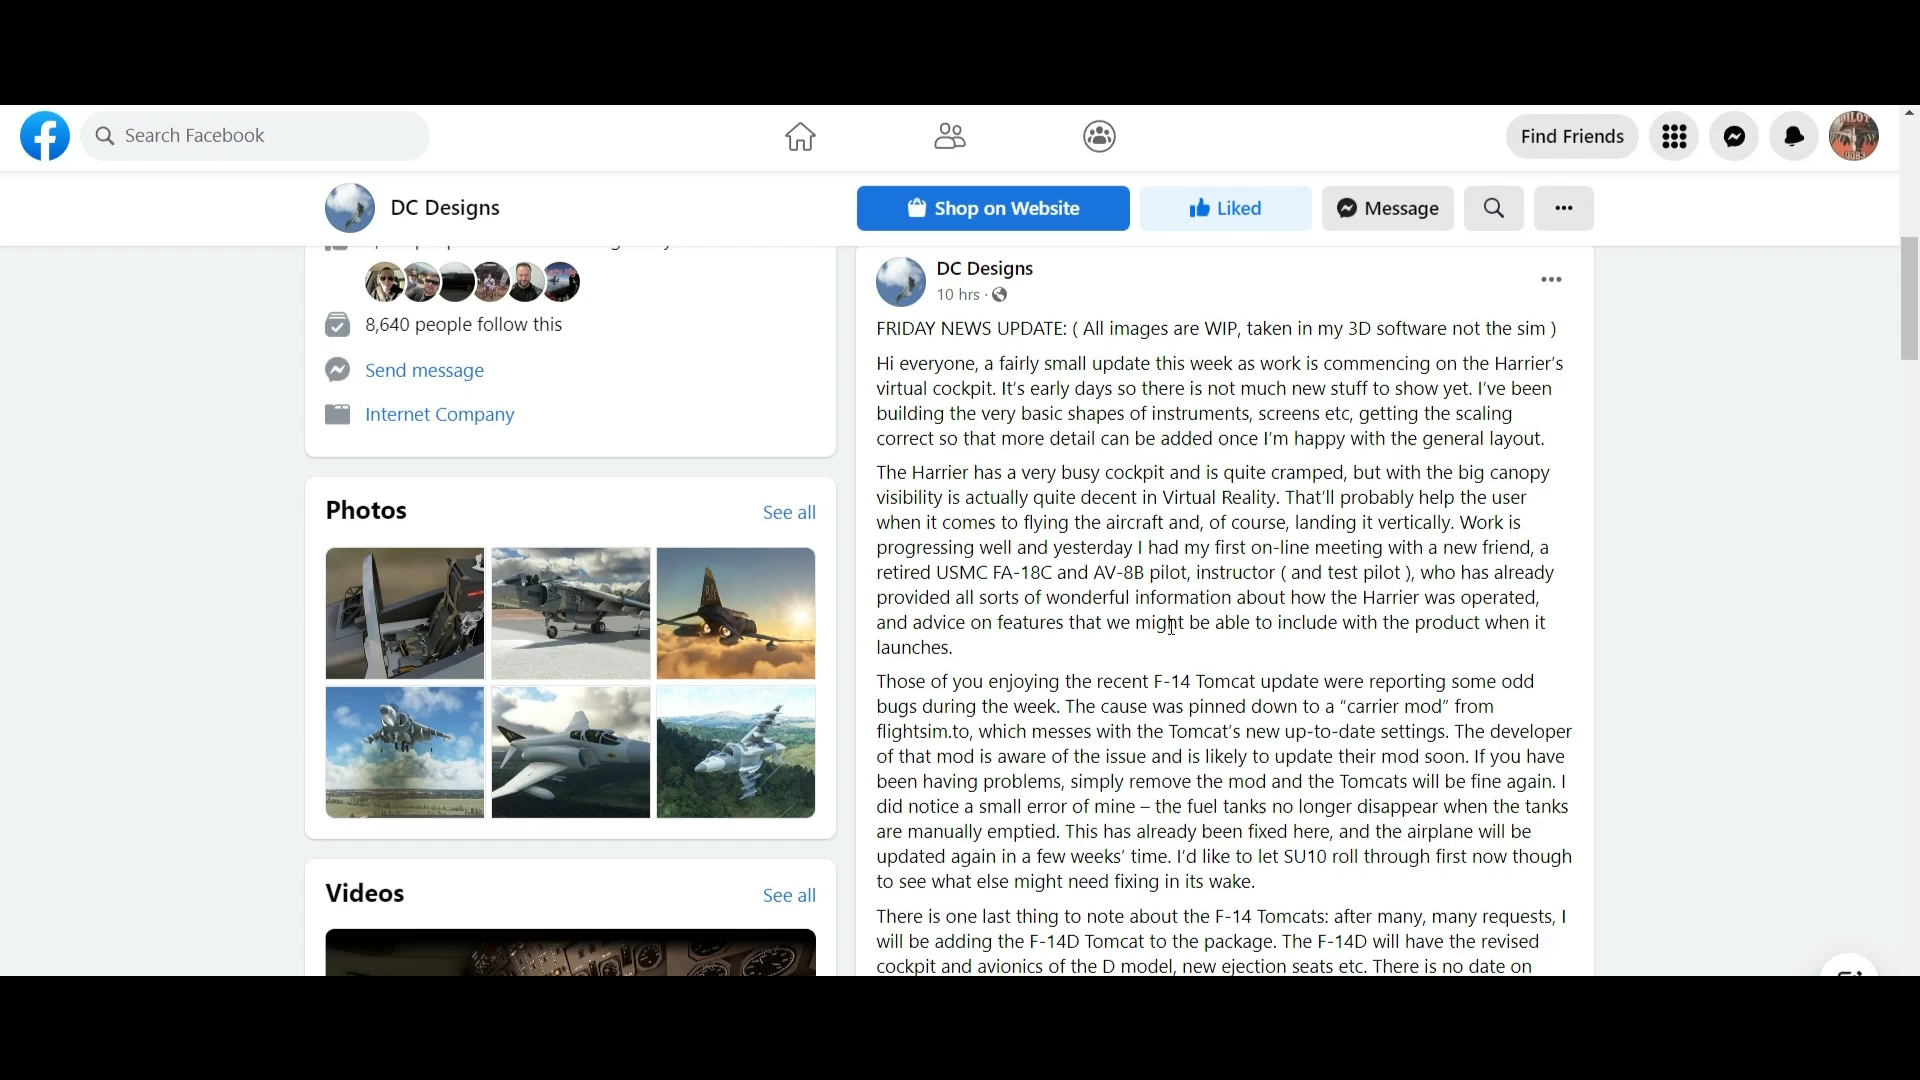 Search Facebook
Find Friends
DC Designs
Shop on Website
Liked
Message
8,640 people follow this
Send message
Internet Company
Photos
See all
Videos
See all
DC Designs
10 hrs ·
FRIDAY NEWS UPDATE: ( All images are WIP, taken in my 3D software not the sim )
Hi everyone, a fairly small update this week as work is commencing on the Harrier's
virtual cockpit. It's early days so there is not much new stuff to show yet. I've been
building the very basic shapes of instruments, screens etc, getting the scaling
correct so that more detail can be added once I'm happy with the general layout.
The Harrier has a very busy cockpit and is quite cramped, but with the big canopy
visibility is actually quite decent in Virtual Reality. That'll probably help the user
when it comes to flying the aircraft and, of course, landing it vertically. Work is
progressing well and yesterday I had my first on-line meeting with a new friend, a
retired USMC FA-18C and AV-8B pilot, instructor ( and test pilot ), who has already
provided all sorts of wonderful information about how the Harrier was operated,
and advice on features that we might be able to include with the product when it
launches.
Those of you enjoying the recent F-14 Tomcat update were reporting some odd
bugs during the week. The cause was pinned down to a “carrier mod” from
flightsim.to, which messes with the Tomcat's new up-to-date settings. The developer
of that mod is aware of the issue and is likely to update their mod soon. If you have
been having problems, simply remove the mod and the Tomcats will be fine again. I
did notice a small error of mine – the fuel tanks no longer disappear when the tanks
are manually emptied. This has already been fixed here, and the airplane will be
updated again in a few weeks' time. I'd like to let SU10 roll through first now though
to see what else might need fixing in its wake.
There is one last thing to note about the F-14 Tomcats: after many, many requests, I
will be adding the F-14D Tomcat to the package. The F-14D will have the revised
cockpit and avionics of the D model, new ejection seats etc. There is no date on